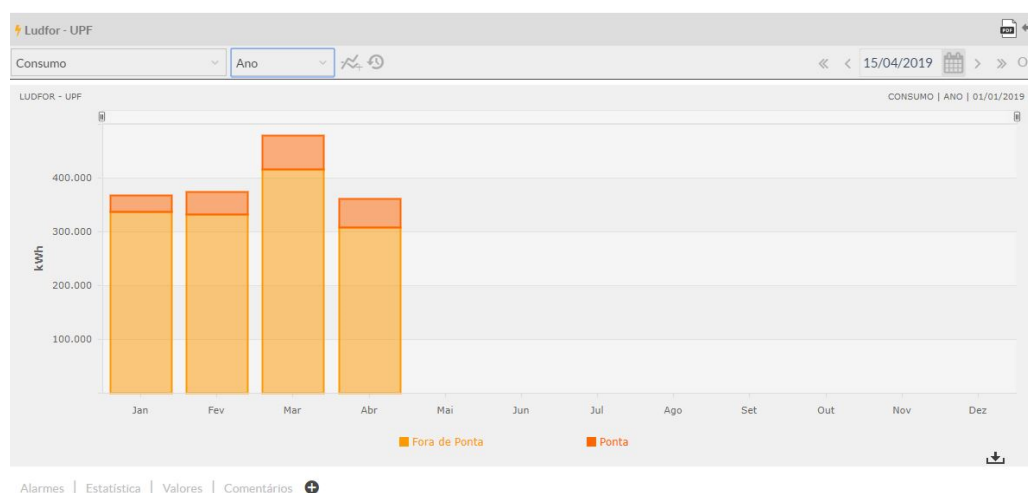 Ludfor - UPF
PDF
Consumo Ano 15/04/2019
LUDFOR - UPF CONSUMO | ANO | 01/01/2019
400.000
300.000
kWh
200.000
100.000
Jan Fev Mar Abr Mai Jun Jul Ago Set Out Nov Dez
Fora de Ponta Ponta
Alarmes | Estatística | Valores | Comentários